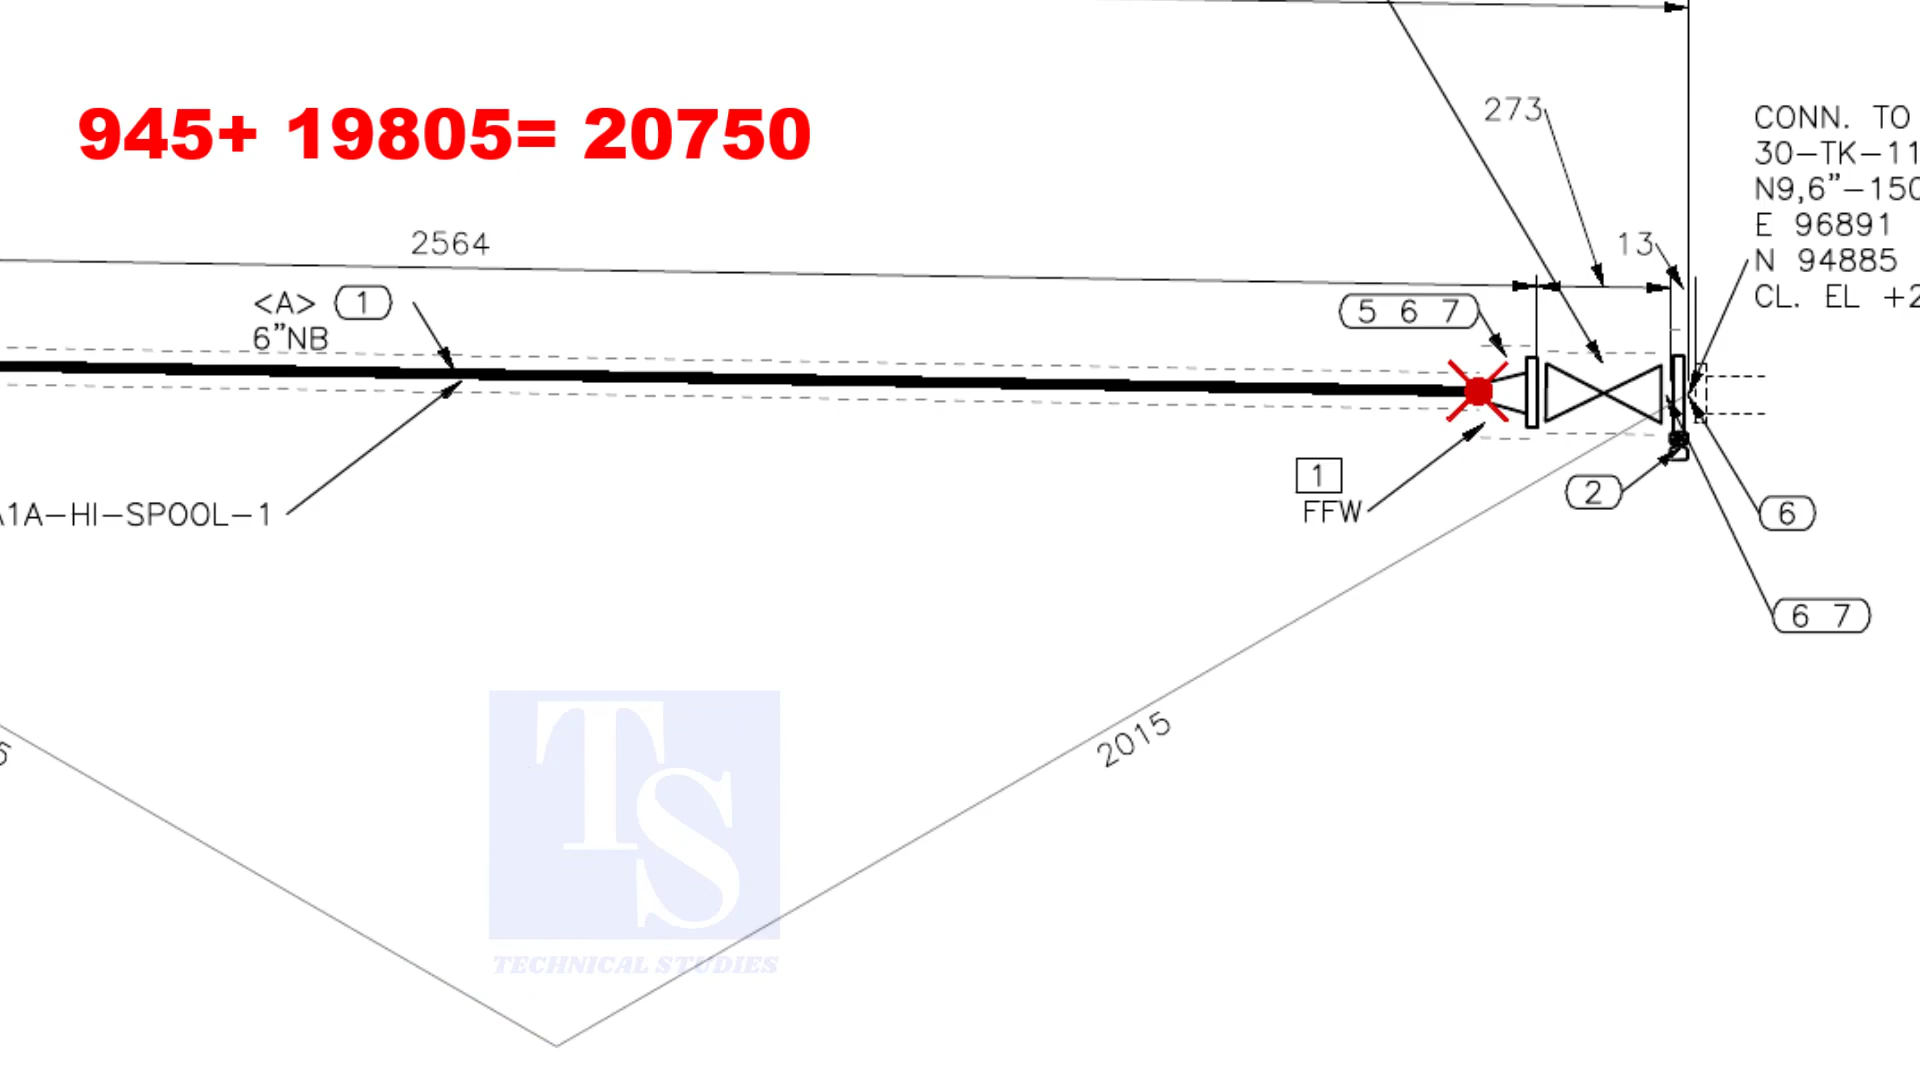 945+ 19805= 20750
273
CONN. TO
30-TK-11
N9,6"-150
E 96891
N 94885
CL. EL +2
13
2564
<A> 1
6"NB
5 6 7
A1A-HI-SPOOL-1
1
FFW
2
6
6 7
2015
TS
TECHNICAL STUDIES